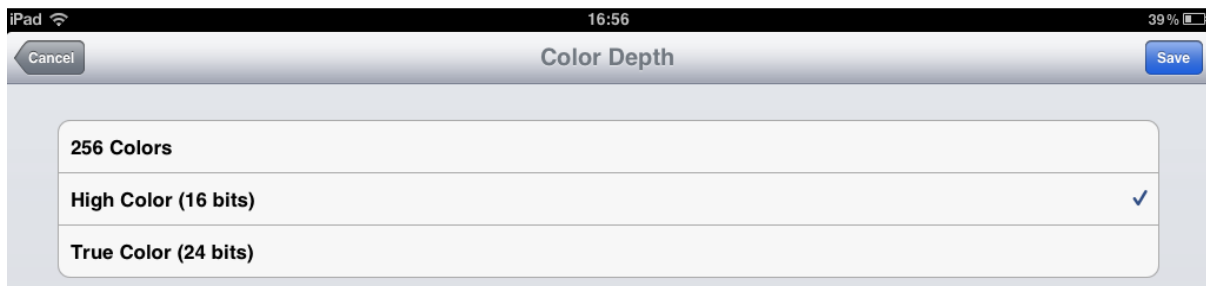 iPad 16:56 39%
Cancel Color Depth Save
256 Colors
High Color (16 bits)
True Color (24 bits)